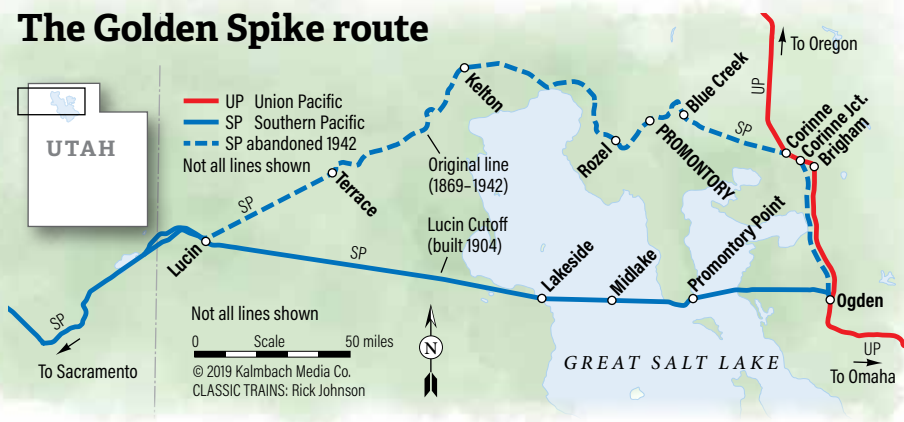 The Golden Spike route
UTAH
UP Union Pacific
SP Southern Pacific
SP abandoned 1942
Not all lines shown
To Oregon
UP
Kelton
Blue Creek
PROMONTORY
Rozel
SP
Corinne
Corinne Jct.
Brigham
Original line
(1869–1942)
Terrace
SP
Lucin Cutoff
(built 1904)
Lucin
SP
Lakeside
Midlake
Promontory Point
Ogden
SP
To Sacramento
Not all lines shown
0 Scale 50 miles
© 2019 Kalmbach Media Co.
CLASSIC TRAINS: Rick Johnson
N
GREAT SALT LAKE
UP
To Omaha